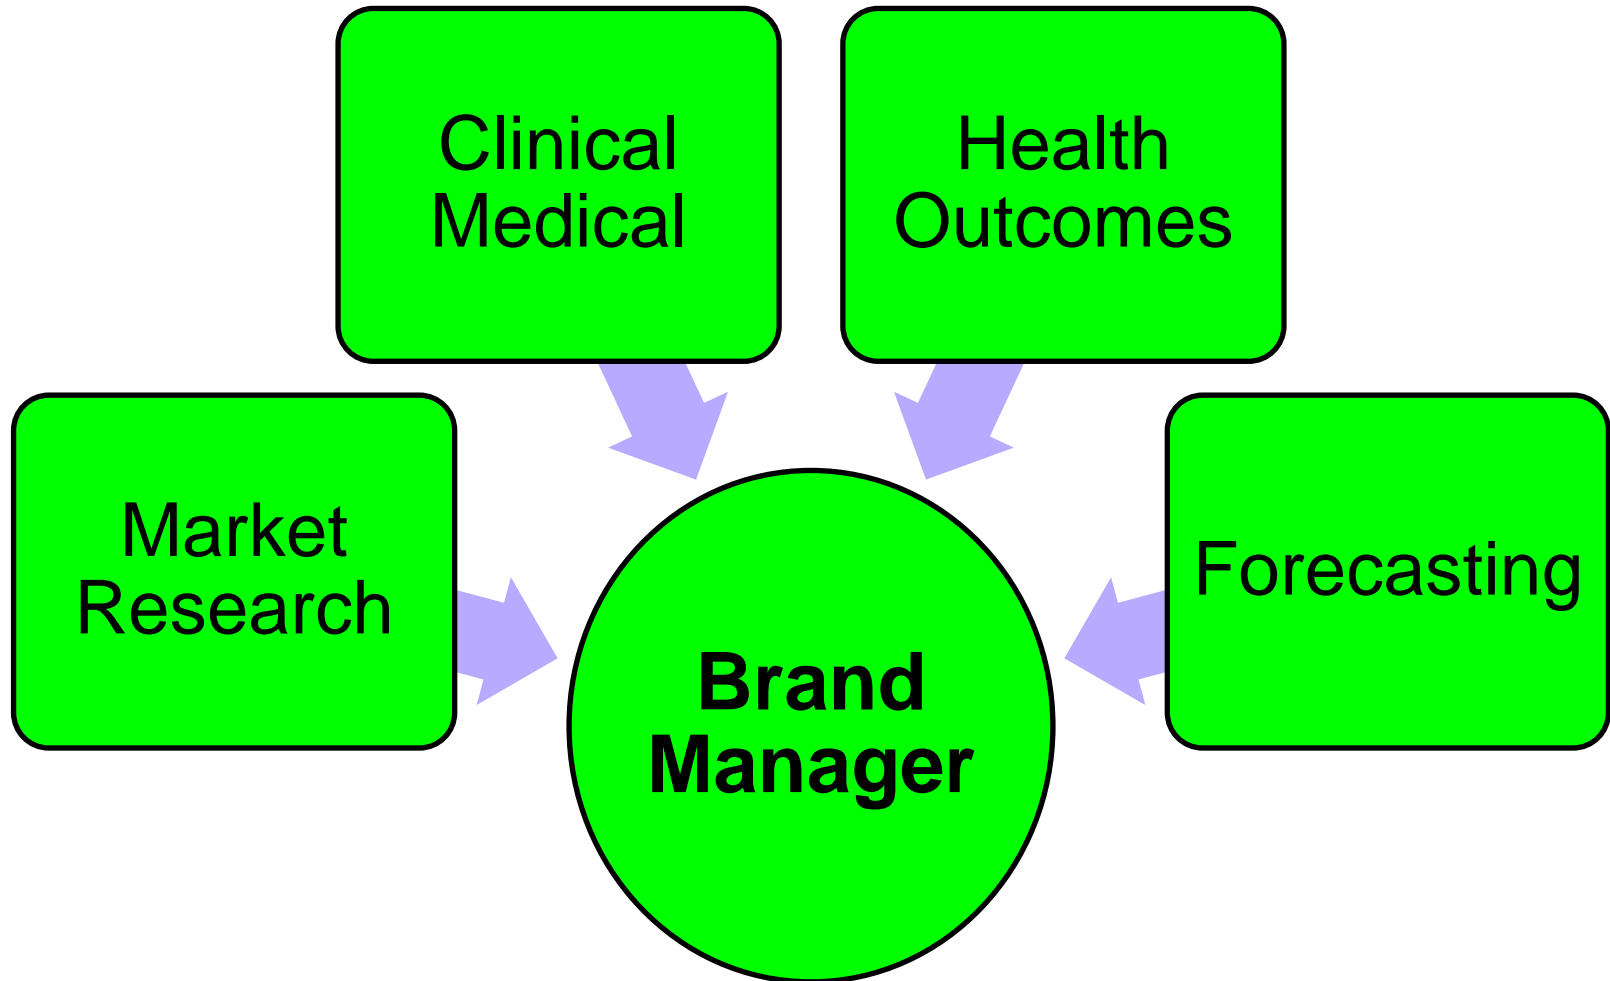 Clinical
Medical
Health
Outcomes
Market
Research
Forecasting
Brand
Manager